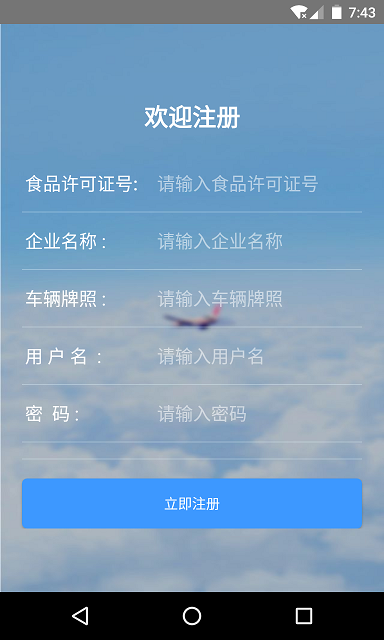 7:43
欢迎注册
食品许可证号: 请输入食品许可证号
企业名称 : 请输入企业名称
车辆牌照 : 请输入车辆牌照
用 户 名 : 请输入用户名
密 码 : 请输入密码
立即注册